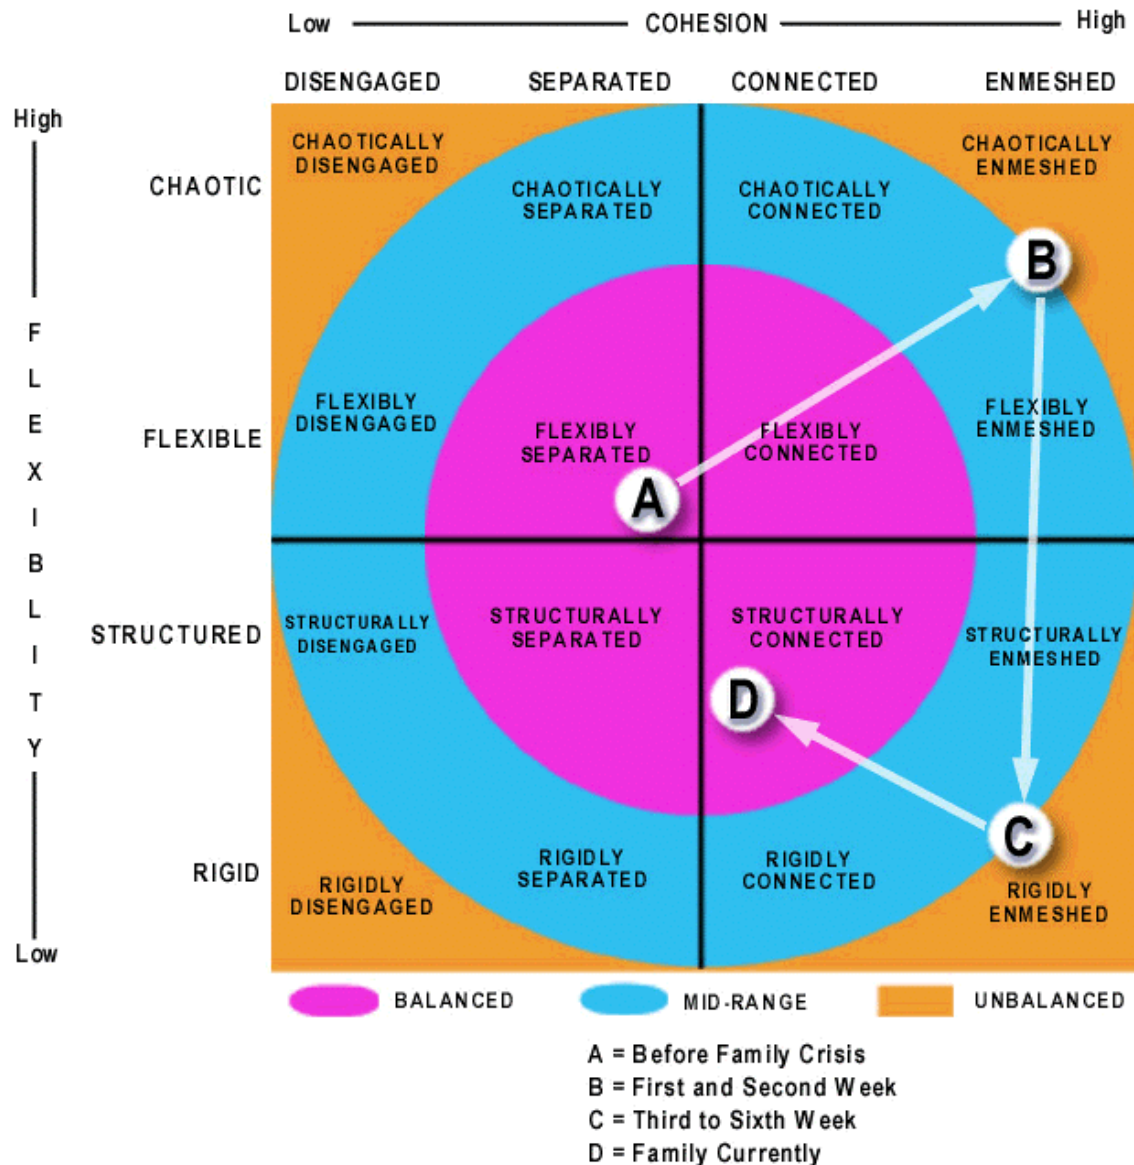 Low COHESION High
DISENGAGED SEPARATED CONNECTED ENMESHED
High
CHAOTIC
FLEXIBLE
STRUCTURED
RIGID
Low
F
L
E
X
I
B
L
I
T
Y
CHAOTICALLY
DISENGAGED
CHAOTICALLY
SEPARATED
CHAOTICALLY
CONNECTED
CHAOTICALLY
ENMESHED
B
FLEXIBLY
DISENGAGED
FLEXIBLY
SEPARATED
FLEXIBLY
CONNECTED
FLEXIBLY
ENMESHED
A
STRUCTURALLY
DISENGAGED
STRUCTURALLY
SEPARATED
STRUCTURALLY
CONNECTED
STRUCTURALLY
ENMESHED
D
C
RIGIDLY
DISENGAGED
RIGIDLY
SEPARATED
RIGIDLY
CONNECTED
RIGIDLY
ENMESHED
BALANCED MID-RANGE UNBALANCED
A = Before Family Crisis
B = First and Second Week
C = Third to Sixth Week
D = Family Currently